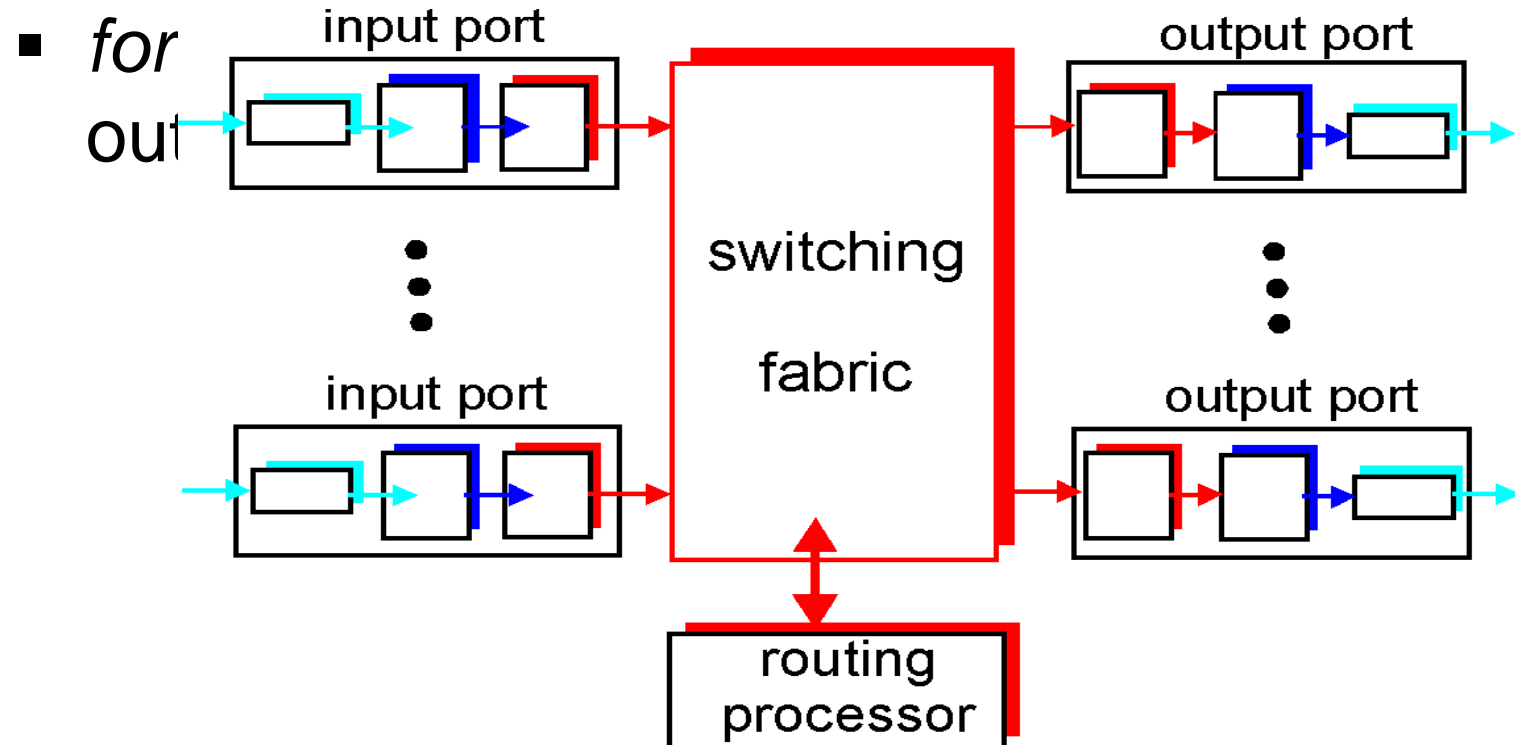 ▪ for
input port
output port
out
switching
fabric
input port
output port
routing
processor